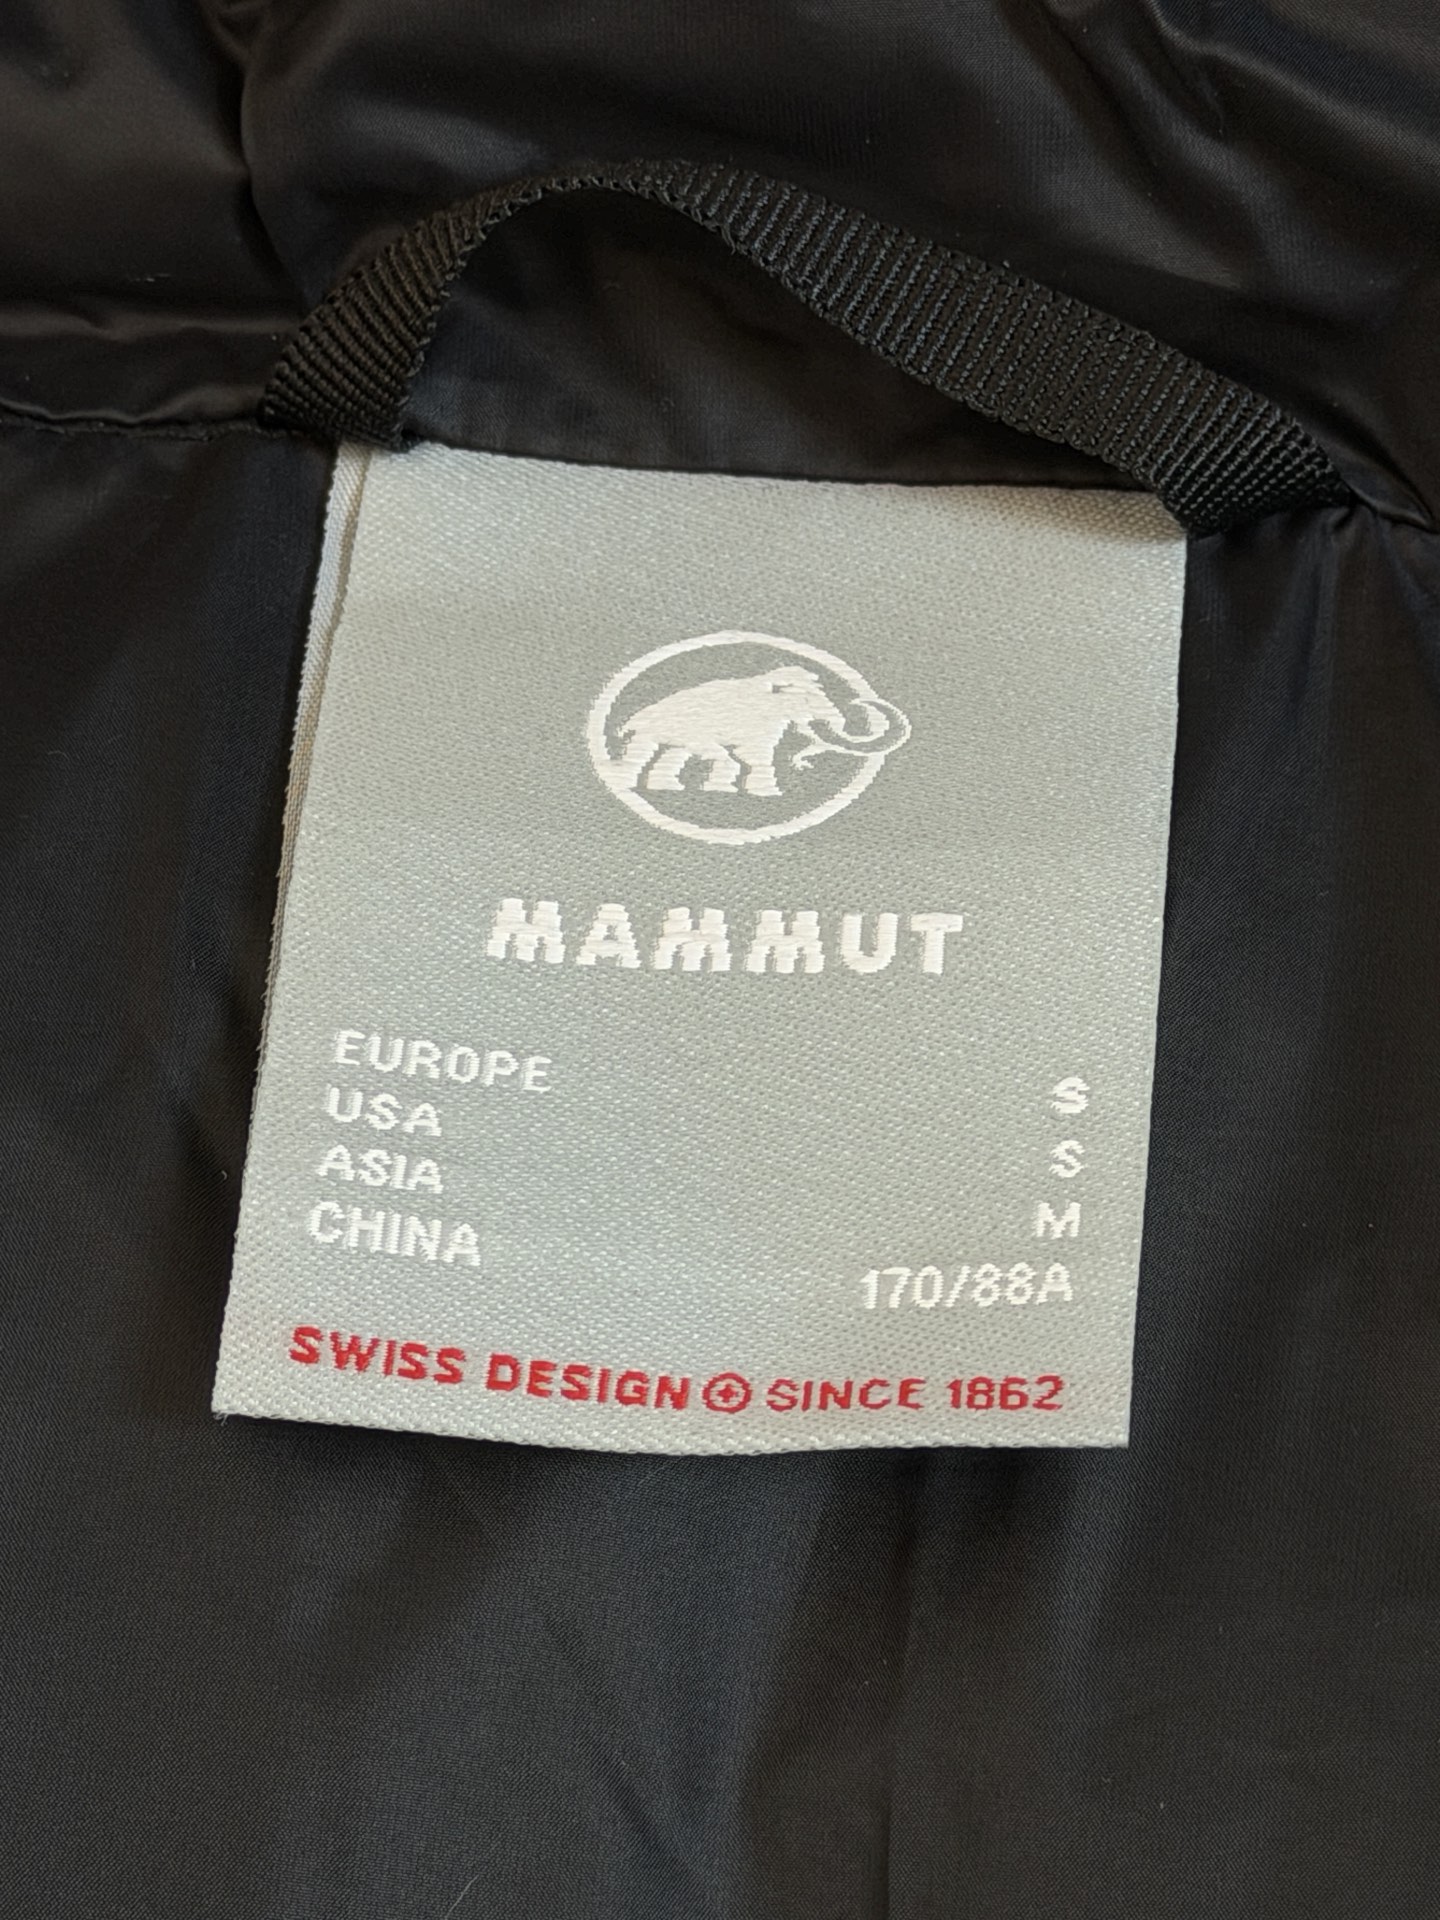 MAMMUT
EUROPE S
USA S
ASIA M
CHINA 170/88A
SWISS DESIGN SINCE 1862